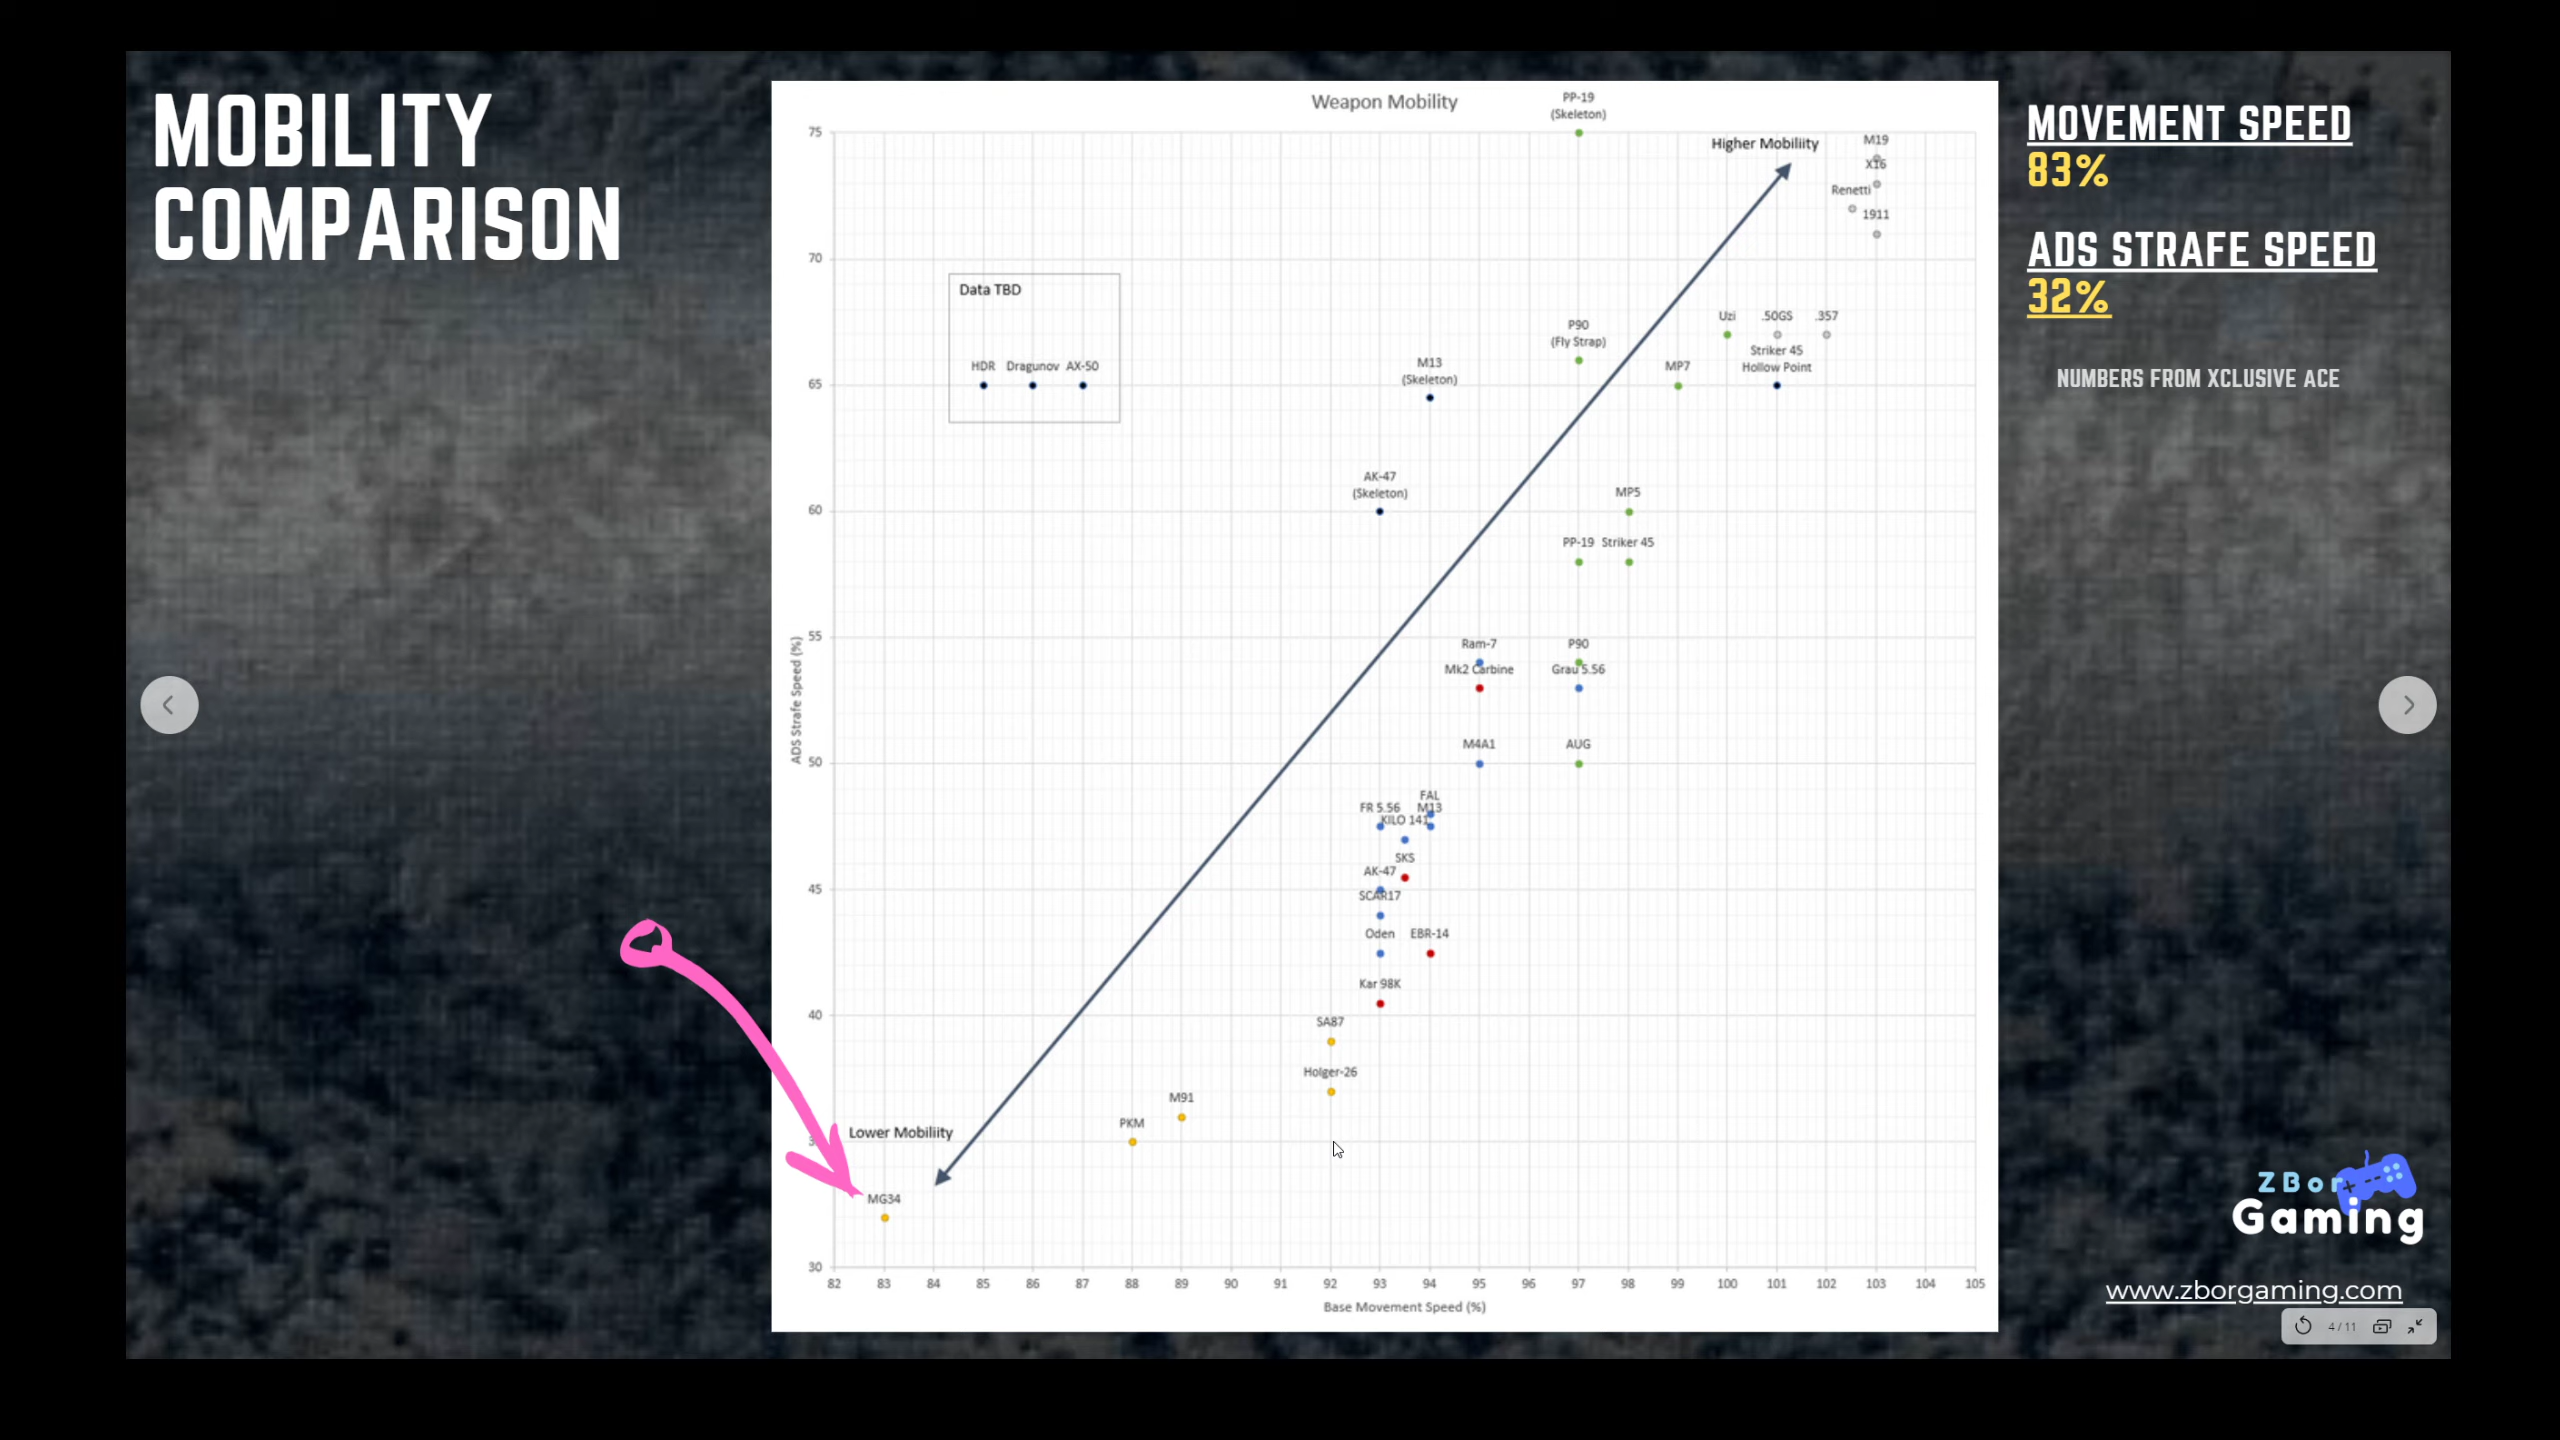 MOBILITY
COMPARISON
Weapon Mobility
PP-19
(Skeleton)
75
Higher Mobiliity
M19
X16
Renetti
1911
70
Data TBD
HDR Dragunov AX-50
65
M13
(Skeleton)
P90
(Fly Strap)
Uzi .50GS .357
MP7
Striker 45
Hollow Point
AK-47
(Skeleton)
60
MP5
PP-19 Striker 45
55
Ram-7
P90
Mk2 Carbine
Grau 5.56
M4A1
AUG
50
FAL
FR 5.56
M13
KILO 141
SKS
AK-47
45
SCAR17
Oden
EBR-14
Kar 98K
40
SA87
Holger-26
M91
PKM
Lower Mobiliity
MG34
30
82 83 84 85 86 87 88 89 90 91 92 93 94 95 96 97 98 99 100 101 102 103 104 105
Base Movement Speed (%)
ADS Strafe Speed (%)
MOVEMENT SPEED
83%
ADS STRAFE SPEED
32%
NUMBERS FROM XCLUSIVE ACE
ZBor
Gaming
www.zborgaming.com
4 / 11